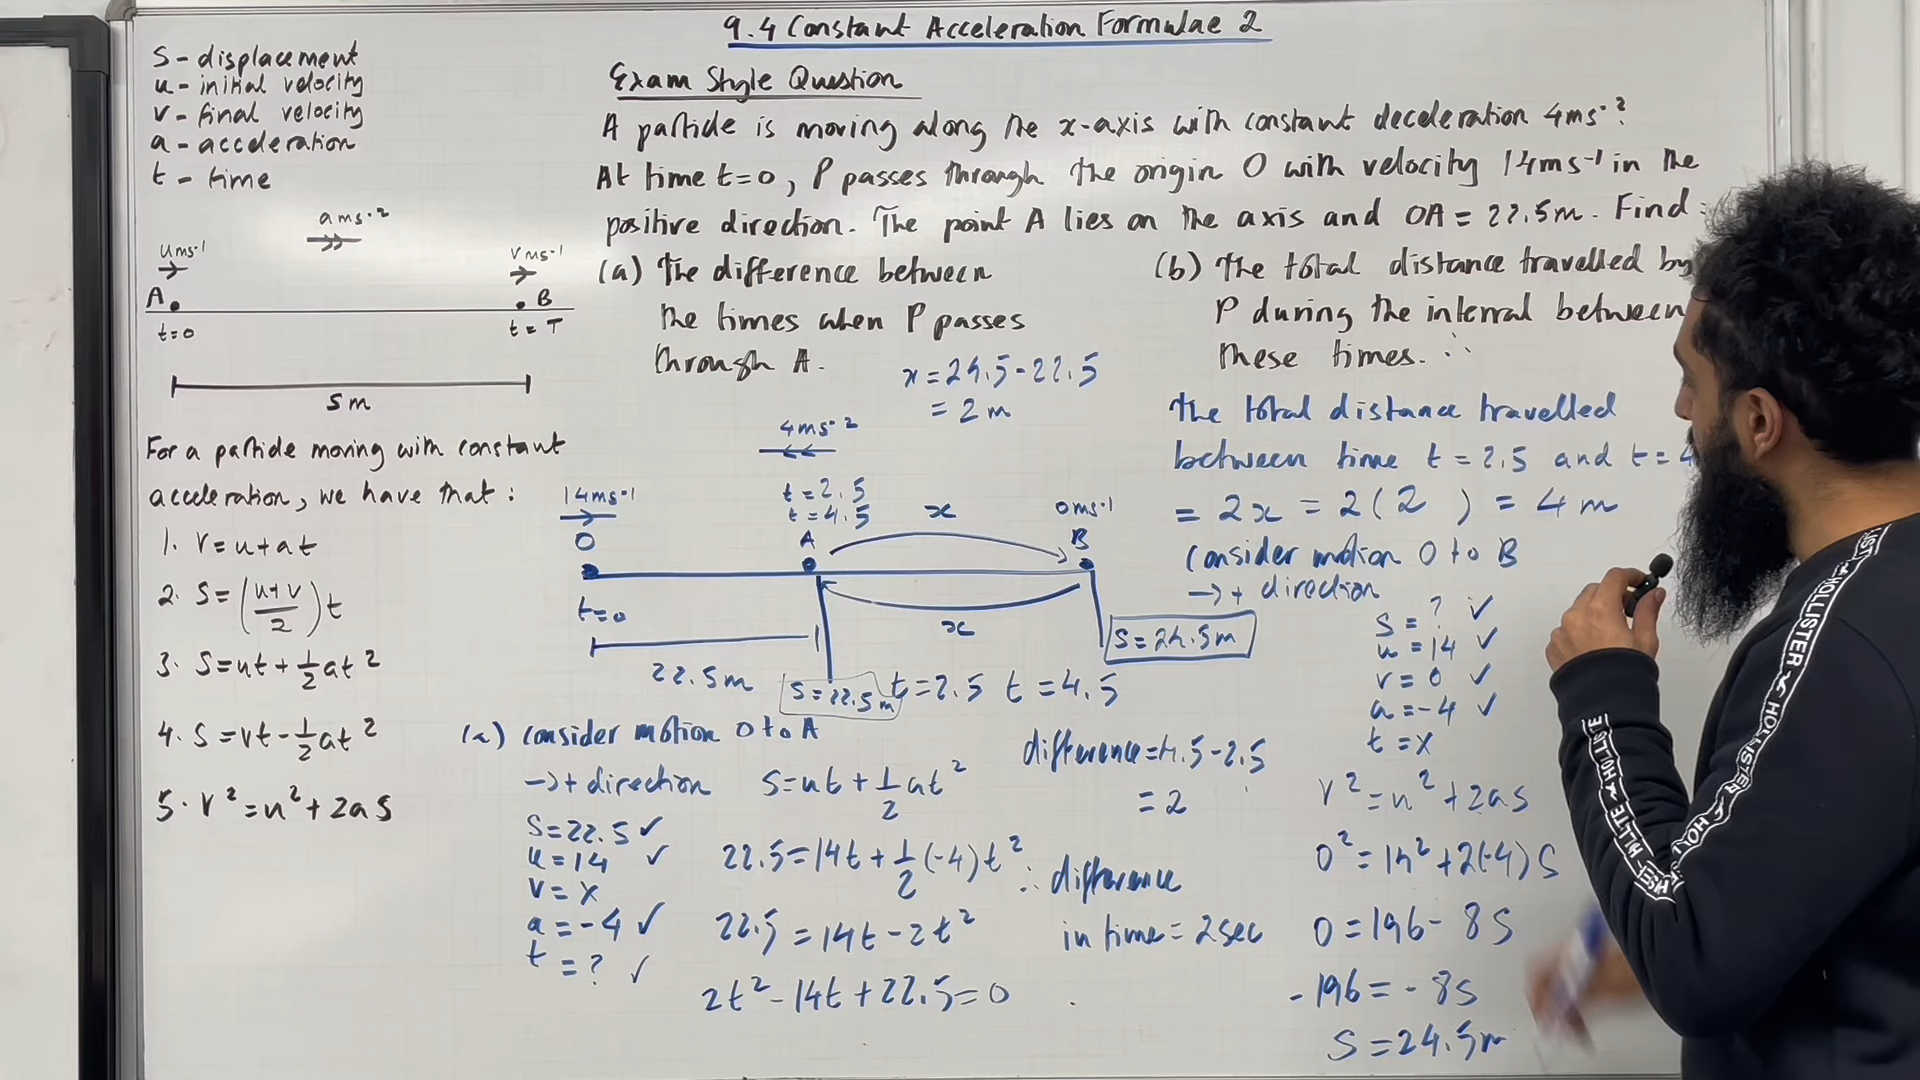 9.4 Constant Acceleration Formulae 2
S - displacement
u - initial velocity
v - final velocity
a - acceleration
t - time
a ms⁻²
u ms⁻¹
v ms⁻¹
A
B
t=0
t = T
S m
For a particle moving with constant
acceleration, we have that:
1. v = u + at
2. S = (u+v/2)t
3. S = ut + 1/2 at²
4. S = vt - 1/2 at²
5. v² = u² + 2as
Exam Style Question
A particle is moving along the x-axis with constant deceleration 4ms⁻².
At time t=0, P passes through the origin O with velocity 14ms⁻¹ in the
positive direction. The point A lies on the axis and OA = 22.5m. Find:
(a) The difference between
the times when P passes
through A.
(b) The total distance travelled by
P during the interval between
these times. ∴
x = 24.5 - 22.5
= 2 m
4ms⁻²
14ms⁻¹
t = 2.5
t = 4.5
x
0ms⁻¹
O
A
B
t=0
x
22.5m
S = 22.5m
S = 24.5m
t = 2.5 t = 4.5
(a) consider motion O to A
→+ direction
S = 22.5 ✓
u = 14 ✓
v = x
a = -4 ✓
t = ? ✓
S = ut + 1/2 at²
22.5 = 14t + 1/2 (-4)t²
22.5 = 14t - 2t²
2t² - 14t + 22.5 = 0
difference = 4.5 - 2.5
= 2
∴ difference
in time = 2sec
The total distance travelled
between time t = 2.5 and t = 4
= 2x = 2(2) = 4 m
consider motion O to B
→+ direction
S = ? ✓
u = 14 ✓
v = 0 ✓
a = -4 ✓
t = x
v² = u² + 2as
0² = 14² + 2(-4)S
0 = 196 - 8S
-196 = -8S
S = 24.5m
HOLLISTER
HOLLISTER
HOLLISTER